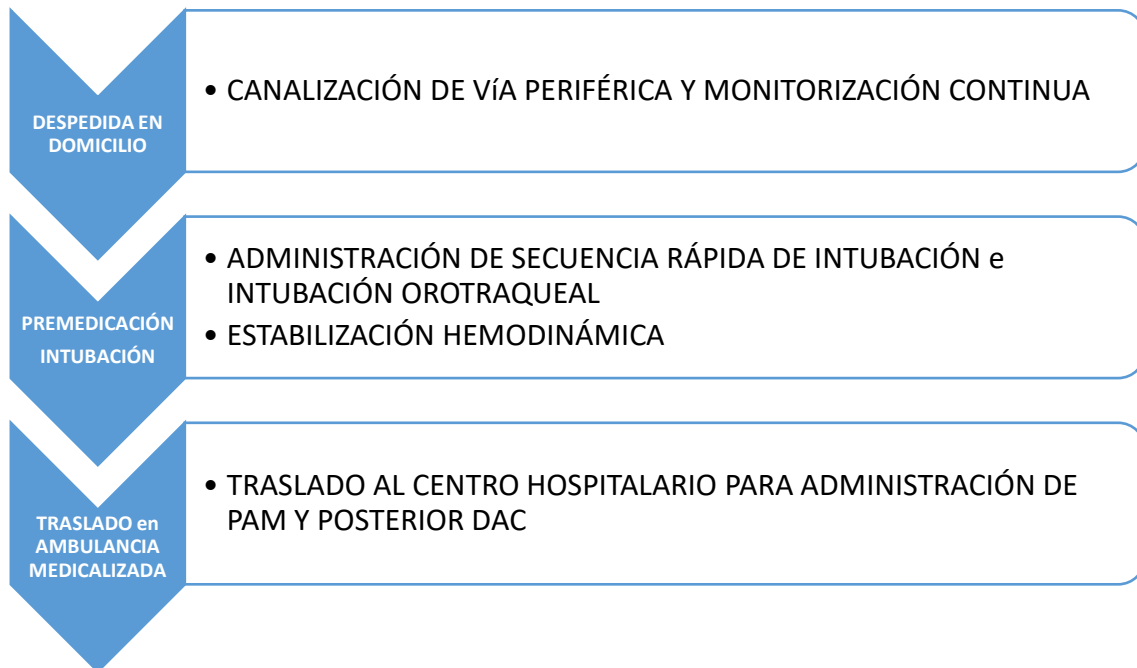 DESPEDIDA EN
DOMICILIO
• CANALIZACIÓN DE VíA PERIFÉRICA Y MONITORIZACIÓN CONTINUA
PREMEDICACIÓN
INTUBACIÓN
• ADMINISTRACIÓN DE SECUENCIA RÁPIDA DE INTUBACIÓN e
INTUBACIÓN OROTRAQUEAL
• ESTABILIZACIÓN HEMODINÁMICA
TRASLADO en
AMBULANCIA
MEDICALIZADA
• TRASLADO AL CENTRO HOSPITALARIO PARA ADMINISTRACIÓN DE
PAM Y POSTERIOR DAC